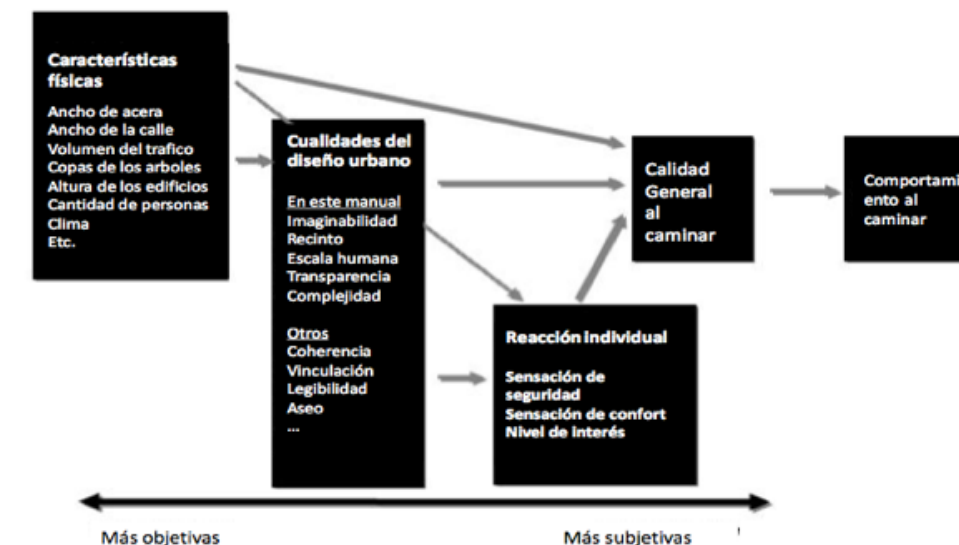 Características
físicas
Ancho de acera
Ancho de la calle
Volumen del trafico
Copas de los arboles
Altura de los edificios
Cantidad de personas
Clima
Etc.
Cualidades del
diseño urbano
En este manual
Imaginabilidad
Recinto
Escala humana
Transparencia
Complejidad
Otros
Coherencia
Vinculación
Legibilidad
Aseo
...
Reacción individual
Sensación de
seguridad
Sensación de confort
Nivel de interés
Calidad
General
al
caminar
Comportami
ento al
caminar
Más objetivas
Más subjetivas